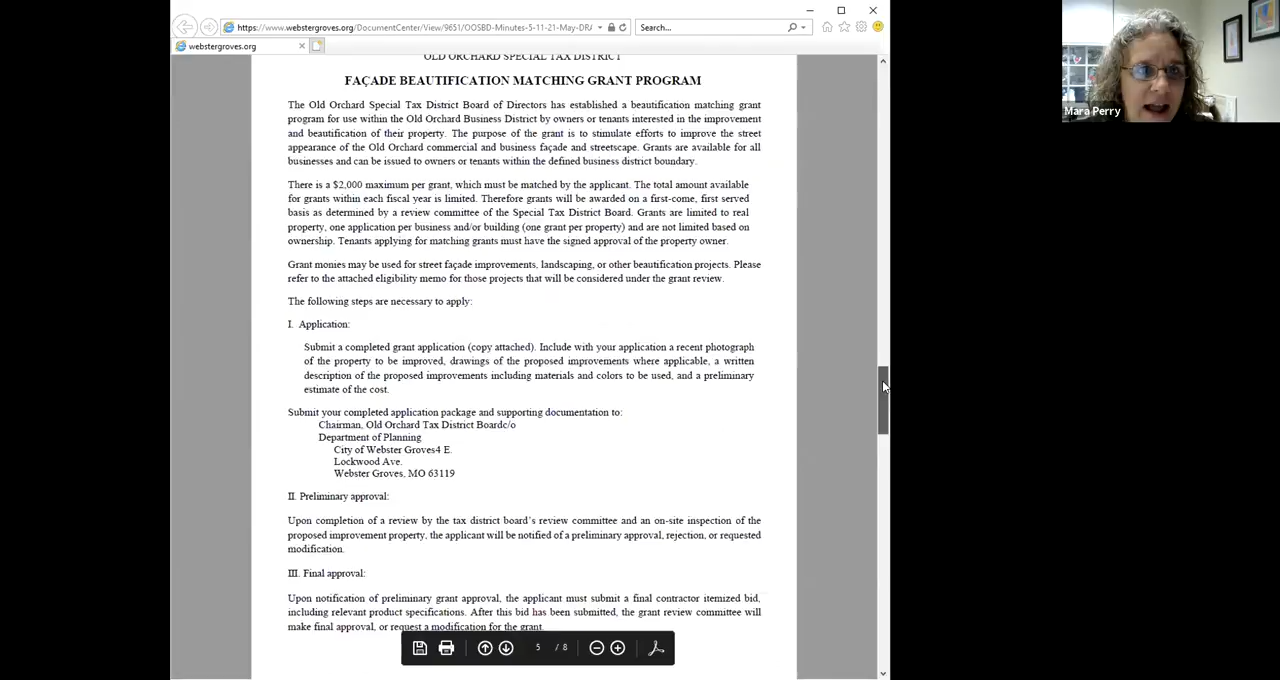 https://www.webstergroves.org/DocumentCenter/View/9651/OOSBD-Minutes-5-11-21-May-DRA
Search...
webstergroves.org
Mara Perry
OLD ORCHARD SPECIAL TAX DISTRICT
FAÇADE BEAUTIFICATION MATCHING GRANT PROGRAM
The Old Orchard Special Tax District Board of Directors has established a beautification matching grant
program for use within the Old Orchard Business District by owners or tenants interested in the improvement
and beautification of their property. The purpose of the grant is to stimulate efforts to improve the street
appearance of the Old Orchard commercial and business façade and streetscape. Grants are available for all
businesses and can be issued to owners or tenants within the defined business district boundary.
There is a $2,000 maximum per grant, which must be matched by the applicant. The total amount available
for grants within each fiscal year is limited. Therefore grants will be awarded on a first-come, first served
basis as determined by a review committee of the Special Tax District Board. Grants are limited to real
property, one application per business and/or building (one grant per property) and are not limited based on
ownership. Tenants applying for matching grants must have the signed approval of the property owner.
Grant monies may be used for street façade improvements, landscaping, or other beautification projects. Please
refer to the attached eligibility memo for those projects that will be considered under the grant review.
The following steps are necessary to apply:
I. Application:
Submit a completed grant application (copy attached). Include with your application a recent photograph
of the property to be improved, drawings of the proposed improvements where applicable, a written
description of the proposed improvements including materials and colors to be used, and a preliminary
estimate of the cost.
Submit your completed application package and supporting documentation to:
Chairman, Old Orchard Tax District Boardc/o
Department of Planning
City of Webster Groves4 E.
Lockwood Ave.
Webster Groves, MO 63119
II. Preliminary approval:
Upon completion of a review by the tax district board's review committee and an on-site inspection of the
proposed improvement property, the applicant will be notified of a preliminary approval, rejection, or requested
modification.
III. Final approval:
Upon notification of preliminary grant approval, the applicant must submit a final contractor itemized bid,
including relevant product specifications. After this bid has been submitted, the grant review committee will
make final approval, or request a modification for the grant.
5 / 8